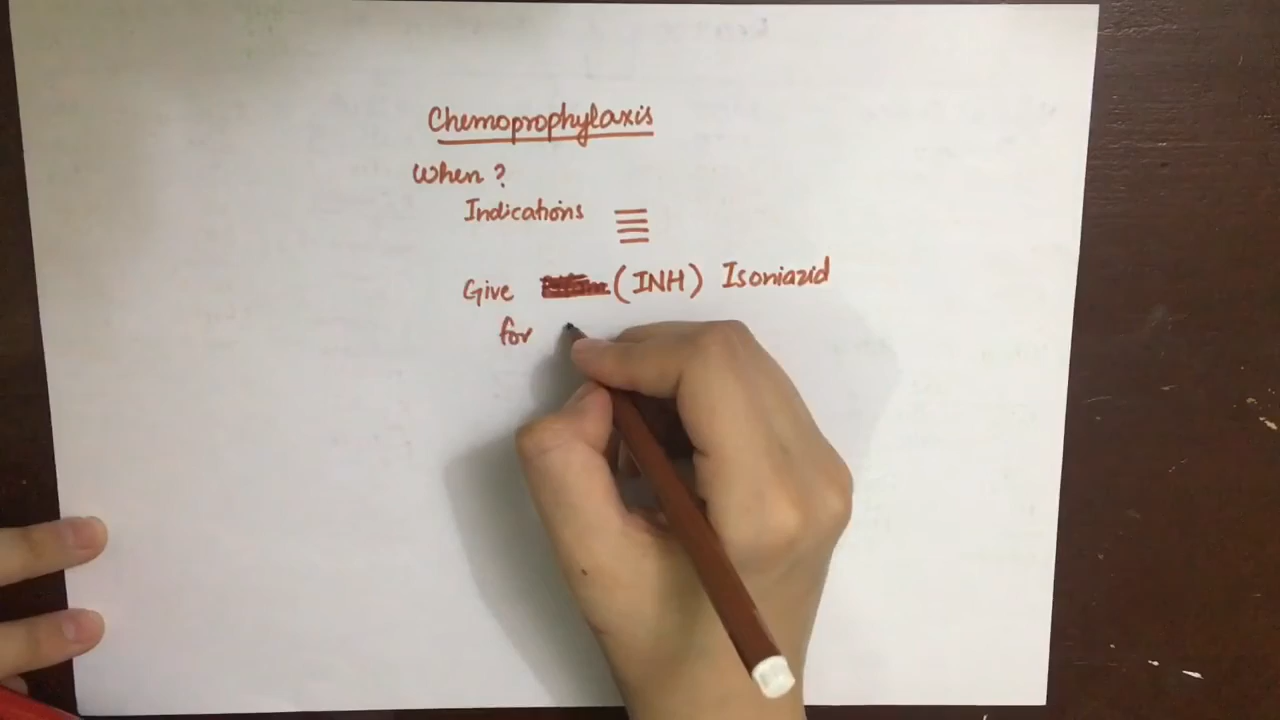 Chemoprophylaxis
When?
Indications
Give (INH) Isoniazid
for